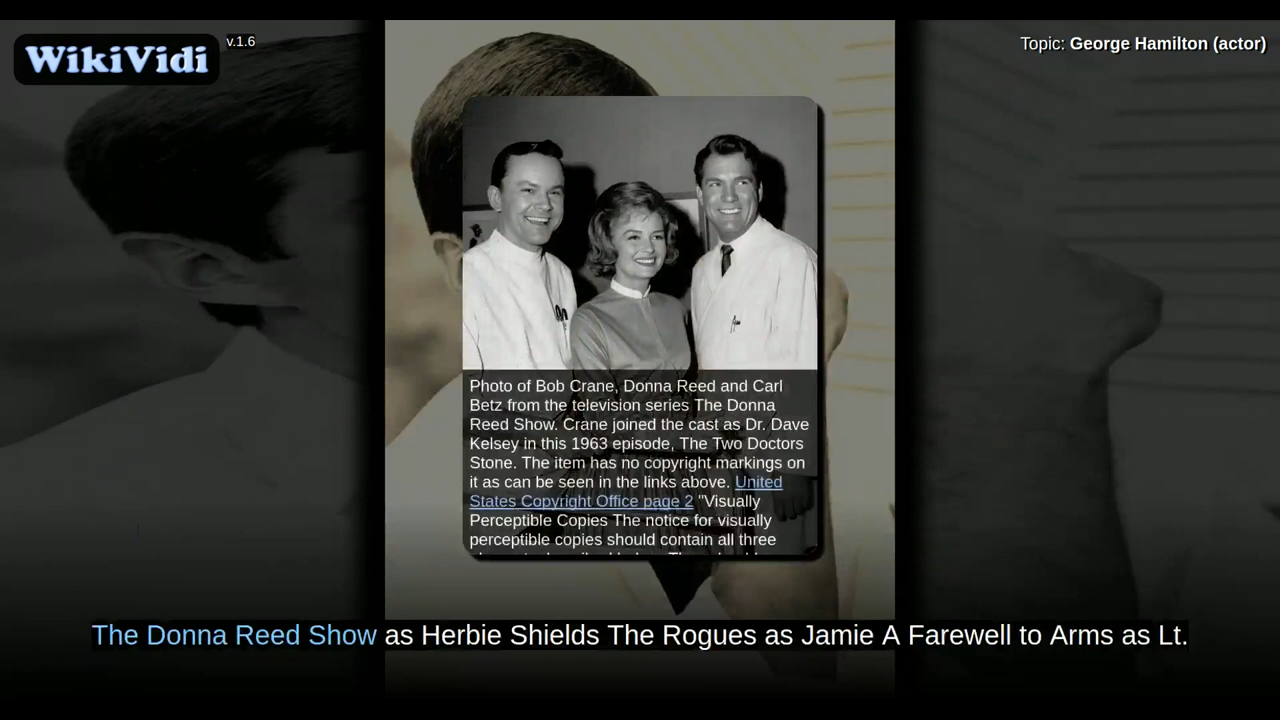 WikiVidi
v.1.6
Topic: George Hamilton (actor)
Photo of Bob Crane, Donna Reed and Carl
Betz from the television series The Donna
Reed Show. Crane joined the cast as Dr. Dave
Kelsey in this 1963 episode, The Two Doctors
Stone. The item has no copyright markings on
it as can be seen in the links above. United
States Copyright Office page 2 "Visually
Perceptible Copies The notice for visually
perceptible copies should contain all three
The Donna Reed Show as Herbie Shields The Rogues as Jamie A Farewell to Arms as Lt.